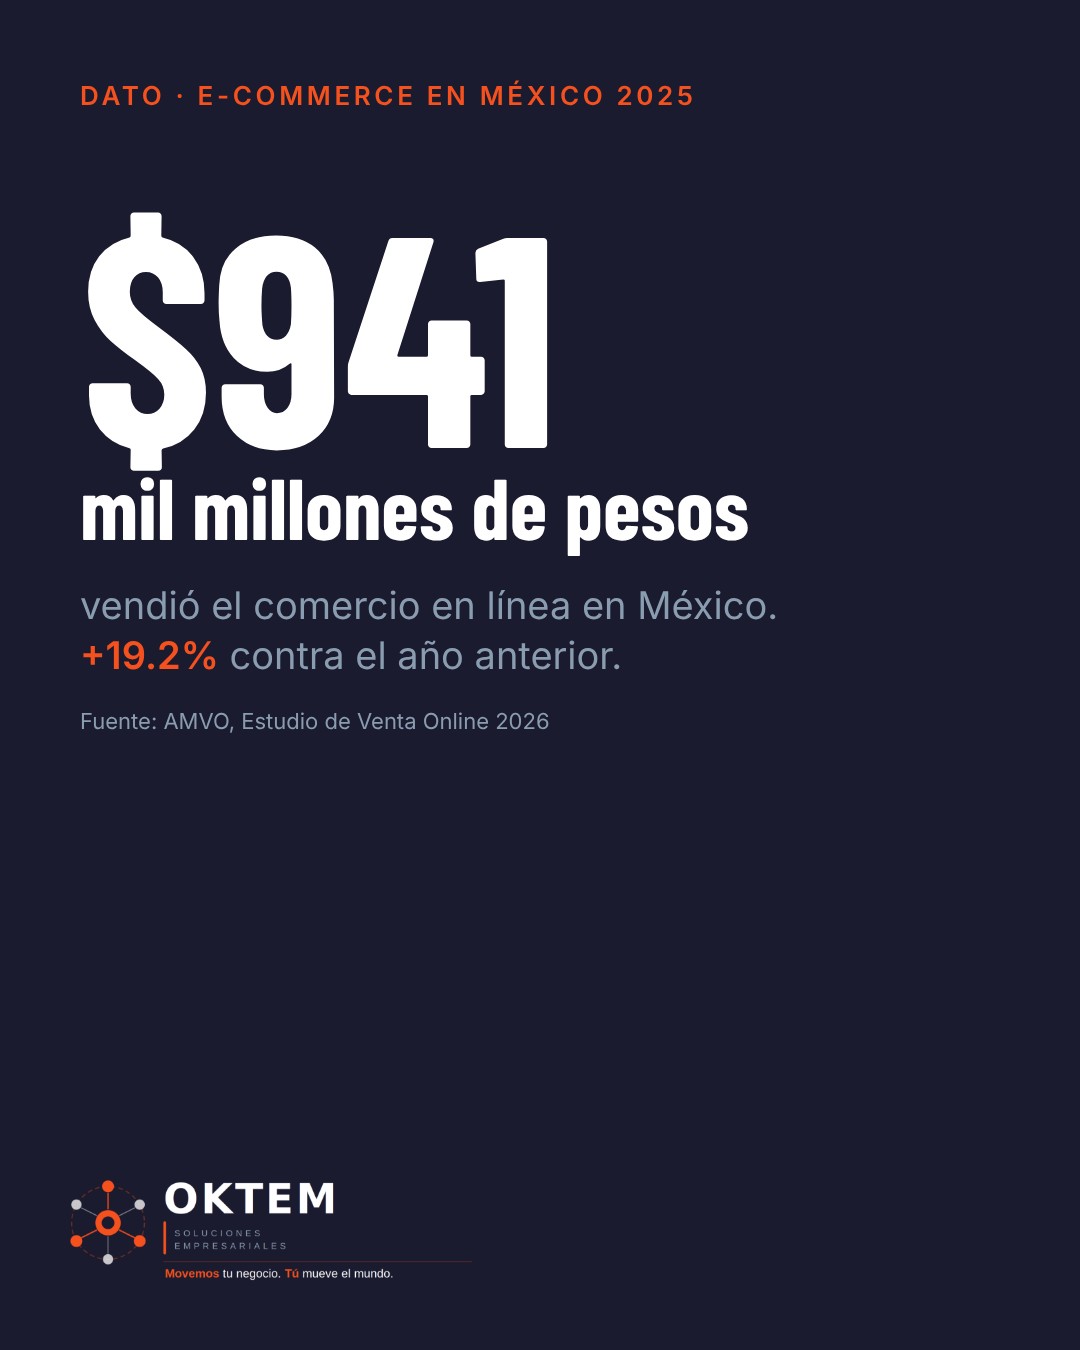 DATO · E-COMMERCE EN MÉXICO 2025
$941
mil millones de pesos
vendió el comercio en línea en México.
+19.2% contra el año anterior.
Fuente: AMVO, Estudio de Venta Online 2026
OKTEM
SOLUCIONES
EMPRESARIALES
Movemos tu negocio. Tú mueve el mundo.